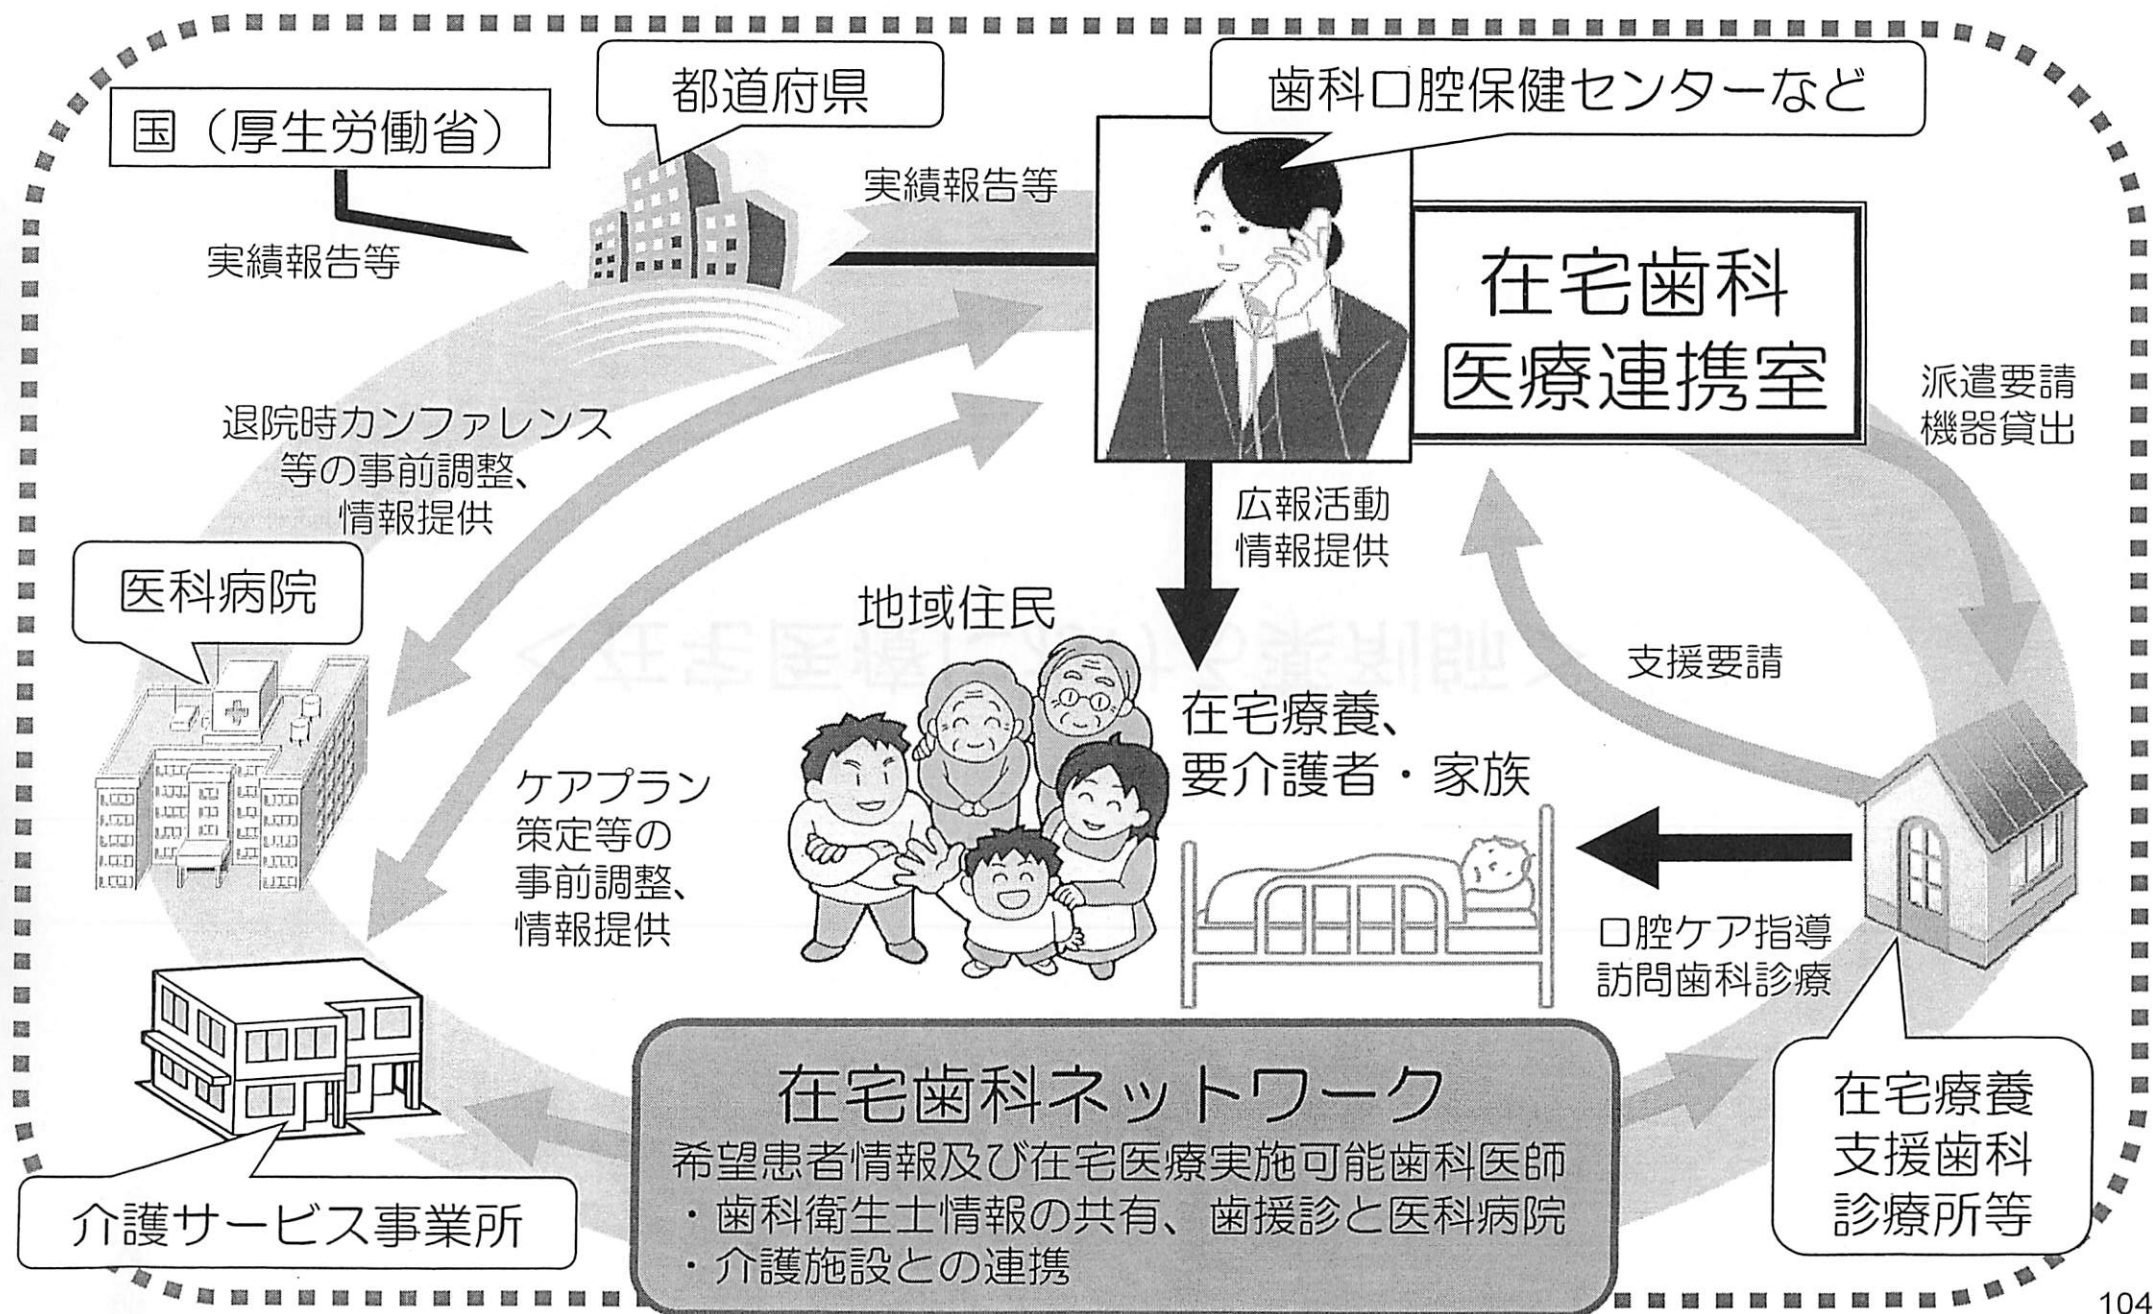 都道府県
歯科口腔保健センターなど
国（厚生労働省）
実績報告等
実績報告等
在宅歯科
医療連携室
派遣要請
機器貸出
退院時カンファレンス
等の事前調整、
情報提供
広報活動
情報提供
医科病院
地域住民
支援要請
在宅療養、
要介護者・家族
ケアプラン
策定等の
事前調整、
情報提供
口腔ケア指導
訪問歯科診療
在宅歯科ネットワーク
希望患者情報及び在宅医療実施可能歯科医師
・歯科衛生士情報の共有、歯援診と医科病院
・介護施設との連携
在宅療養
支援歯科
診療所等
介護サービス事業所
104